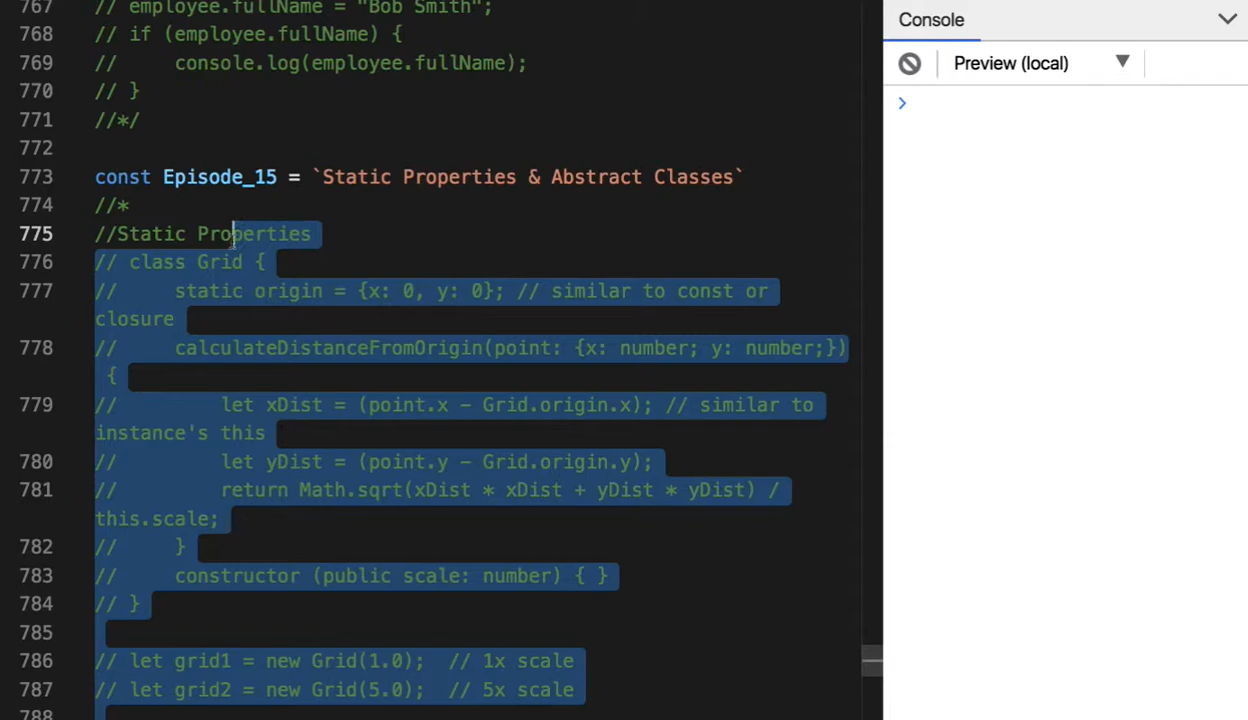 767 // employee.fullName = "Bob Smith";
768 // if (employee.fullName) {
769 //     console.log(employee.fullName);
770 // }
771 //*/
772
773 const Episode_15 = `Static Properties & Abstract Classes`
774 //*
775 //Static Properties
776 // class Grid {
777 //     static origin = {x: 0, y: 0}; // similar to const or
closure
778 //     calculateDistanceFromOrigin(point: {x: number; y: number;})
{
779 //         let xDist = (point.x - Grid.origin.x); // similar to
instance's this
780 //         let yDist = (point.y - Grid.origin.y);
781 //         return Math.sqrt(xDist * xDist + yDist * yDist) /
this.scale;
782 //     }
783 //     constructor (public scale: number) { }
784 // }
785
786 // let grid1 = new Grid(1.0);  // 1x scale
787 // let grid2 = new Grid(5.0);  // 5x scale
788
Console
Preview (local)